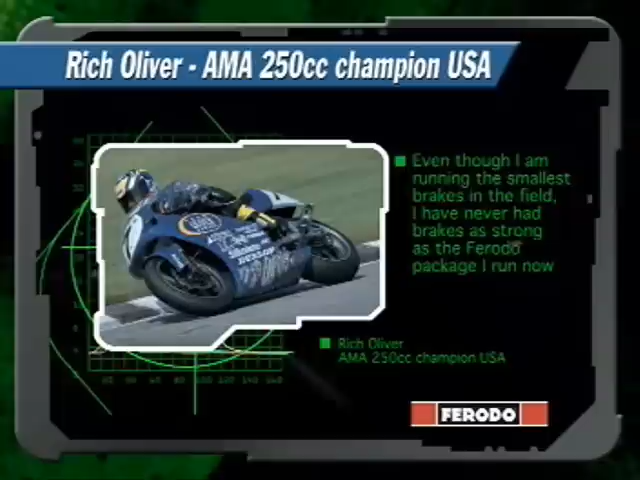 Rich Oliver - AMA 250cc champion USA
Even though I am
running the smallest
brakes in the field,
I have never had
brakes as strong
as the Ferodo
package I run now
Rich Oliver
AMA 250cc champion USA
DUNLOP
FERODO